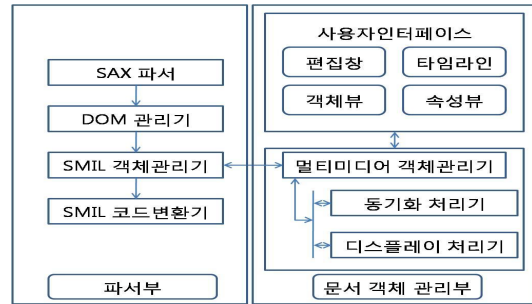 SAX 파서
DOM 관리기
SMIL 객체관리기
SMIL 코드변환기
파서부
사용자인터페이스
편집창 타임라인
객체뷰 속성뷰
멀티미디어 객체관리기
동기화 처리기
디스플레이 처리기
문서 객체 관리부